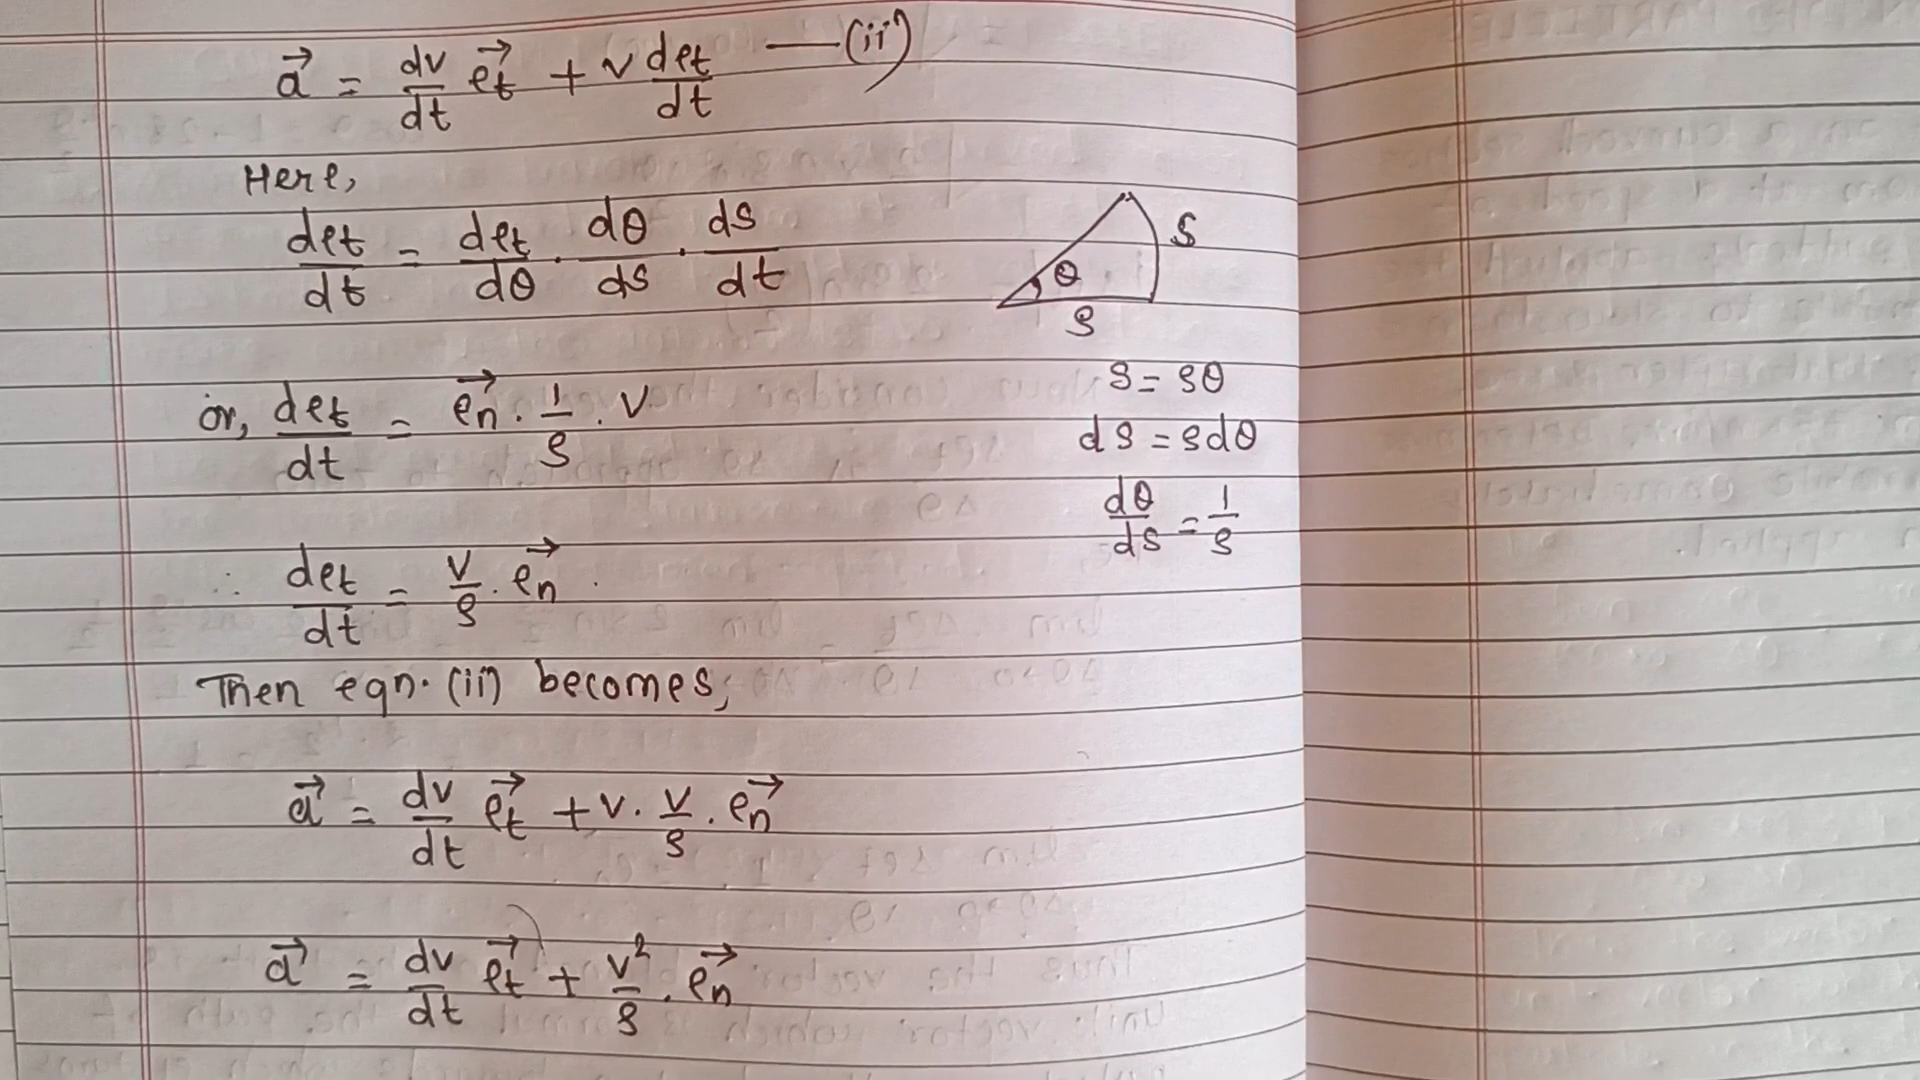 a⃗ = dv/dt e⃗t + v det/dt —(ii)
Here,
det/dt = det/dθ . dθ/ds . ds/dt
θ
s
ρ
or, det/dt = e⃗n . 1/ρ . v
s = ρθ
ds = ρdθ
dθ/ds = 1/ρ
∴ det/dt = v/ρ . e⃗n .
Then eqn. (ii) becomes,
a⃗ = dv/dt e⃗t + v . v/ρ . e⃗n
a⃗ = dv/dt e⃗t + v²/ρ . e⃗n